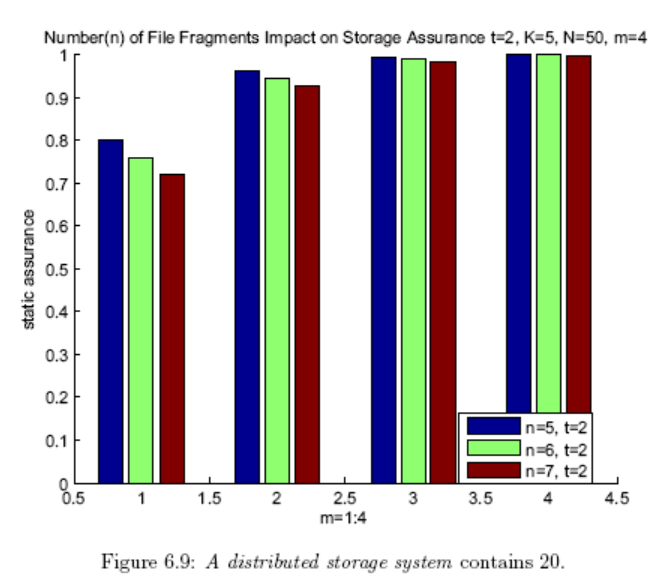 Number(n) of File Fragments Impact on Storage Assurance t=2, K=5, N=50, m=4
1
0.9
0.8
0.7
0.6
0.5
0.4
0.3
0.2
0.1
0
static assurance
n=5, t=2
n=6, t=2
n=7, t=2
0.5 1 1.5 2 2.5 3 3.5 4 4.5
m=1:4
Figure 6.9: A distributed storage system contains 20.